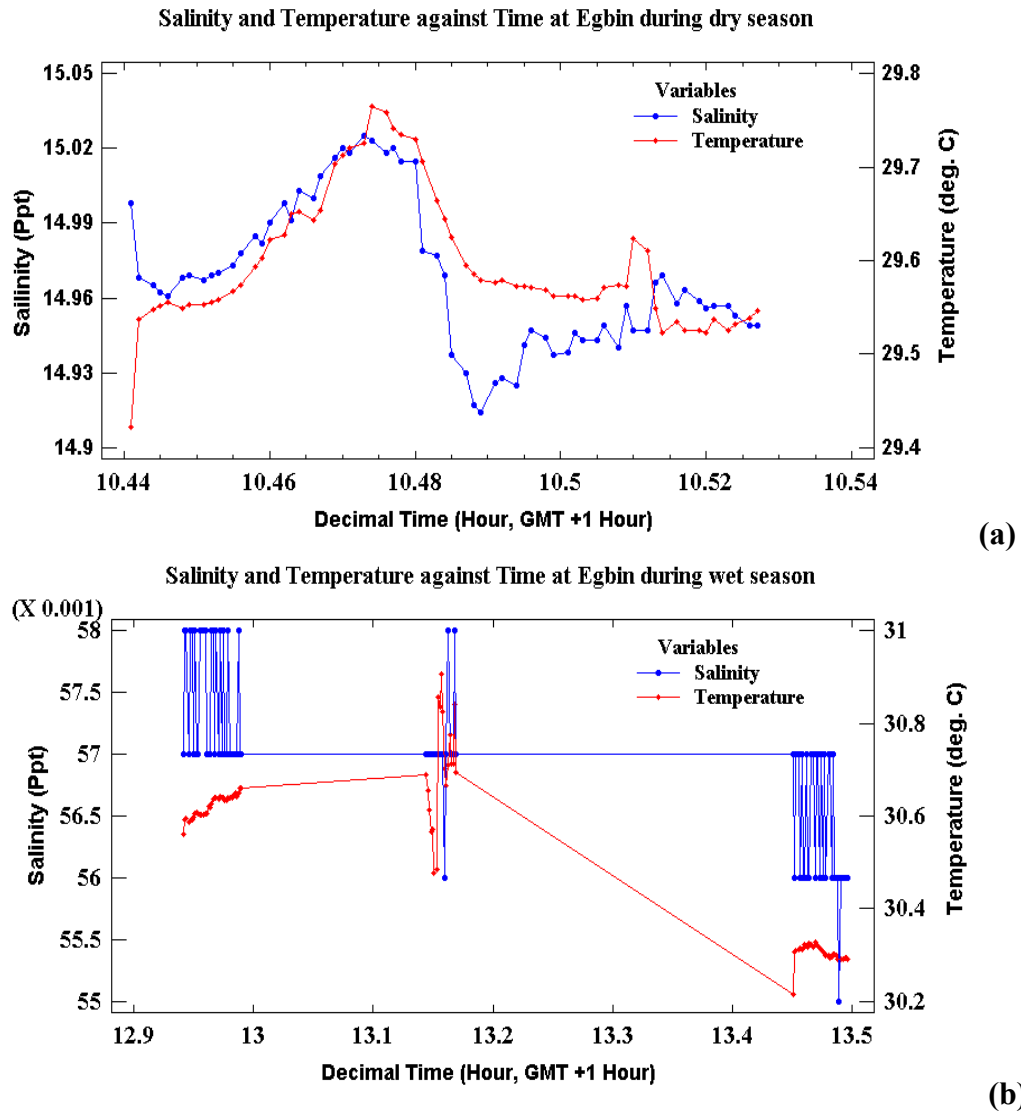 Salinity and Temperature against Time at Egbin during dry season
15.05
15.02
14.99
14.96
14.93
14.9
Sailinity (Ppt)
Variables
Salinity
Temperature
29.8
29.7
29.6
29.5
29.4
Temperature (deg. C)
10.44 10.46 10.48 10.5 10.52 10.54
Decimal Time (Hour, GMT +1 Hour)
(a)
Salinity and Temperature against Time at Egbin during wet season
(X 0.001)
58
57.5
57
56.5
56
55.5
55
Salinity (Ppt)
Variables
Salinity
Temperature
31
30.8
30.6
30.4
30.2
Temperature (deg. C)
12.9 13 13.1 13.2 13.3 13.4 13.5
Decimal Time (Hour, GMT +1 Hour)
(b)